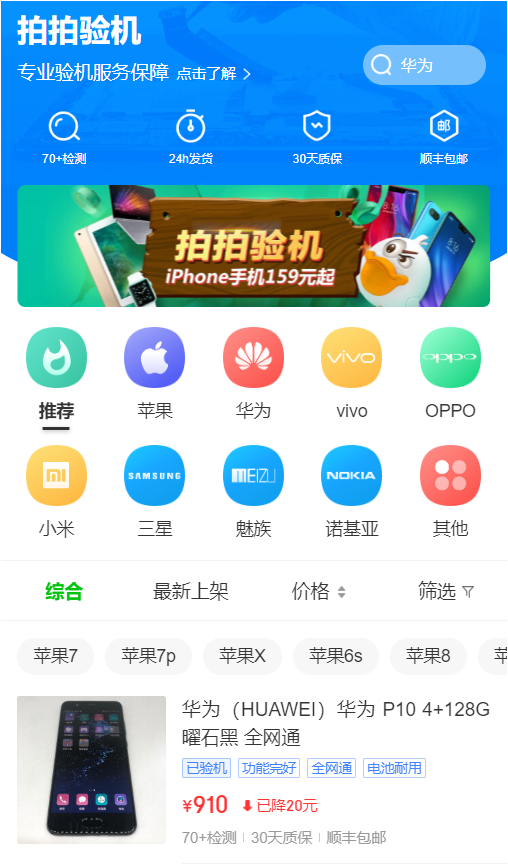 拍拍验机
专业验机服务保障 点击了解
华为
70+检测
24h发货
30天质保
邮
顺丰包邮
8:16
拍拍验机
iPhone手机159元起
vivo
oppo
推荐
苹果
华为
vivo
OPPO
mi
SAMSUNG
MEIZU
NOKIA
小米
三星
魅族
诺基亚
其他
综合
最新上架
价格
筛选
苹果7
苹果7p
苹果X
苹果6s
苹果8
华为（HUAWEI）华为 P10 4+128G
曜石黑 全网通
已验机
功能完好
全网通
电池耐用
¥910
已降20元
70+检测
30天质保
顺丰包邮